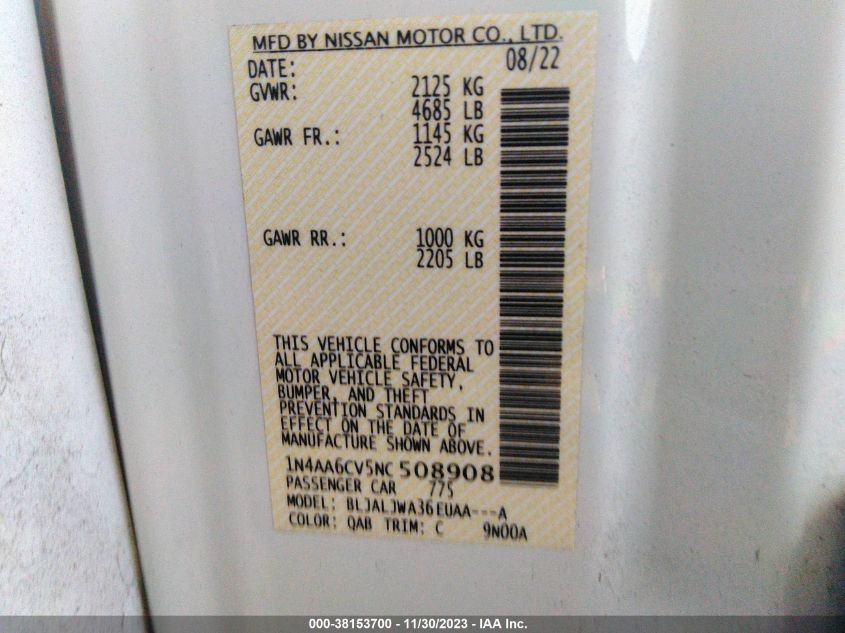 MFD BY NISSAN MOTOR CO., LTD.
DATE: 08/22
GVWR: 2125 KG
4685 LB
GAWR FR.: 1145 KG
2524 LB
GAWR RR.: 1000 KG
2205 LB
THIS VEHICLE CONFORMS TO
ALL APPLICABLE FEDERAL
MOTOR VEHICLE SAFETY,
BUMPER, AND THEFT
PREVENTION STANDARDS IN
EFFECT ON THE DATE OF
MANUFACTURE SHOWN ABOVE.
1N4AA6CV5NC508908
PASSENGER CAR 775
MODEL: BLJALJWA36EUAA---A
COLOR: QAB TRIM: C 9N00A
000-38153700 - 11/30/2023 - IAA Inc.